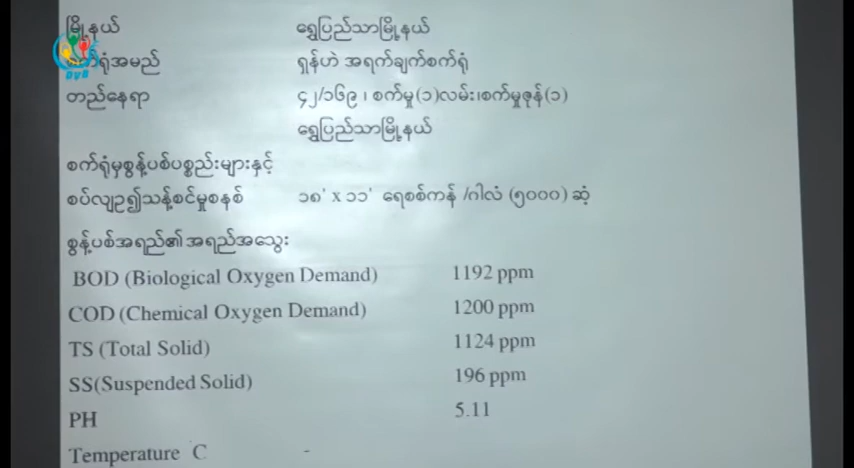 မြို့နယ် ရွှေပြည်သာမြို့နယ်
စက်ရုံအမည် ရှန်ဟဲ အရက်ချက်စက်ရုံ
တည်နေရာ ၄၂/၁၆၉ ၊ စက်မှု(၁)လမ်း၊စက်မှုဇုန်(၁)
ရွှေပြည်သာမြို့နယ်
စက်ရုံမှစွန့်ပစ်ပစ္စည်းများနှင့်
စပ်လျဥ၍သန့်စင်မှုစနစ် ၁၈' x ၁၁' ရေစစ်ကန် /ဂါလံ (၅၀၀၀) ဆံ့
စွန့်ပစ်အရည်၏အရည်အသွေး
BOD (Biological Oxygen Demand) 1192 ppm
COD (Chemical Oxygen Demand) 1200 ppm
TS (Total Solid) 1124 ppm
SS(Suspended Solid) 196 ppm
PH 5.11
Temperature C -
DVB